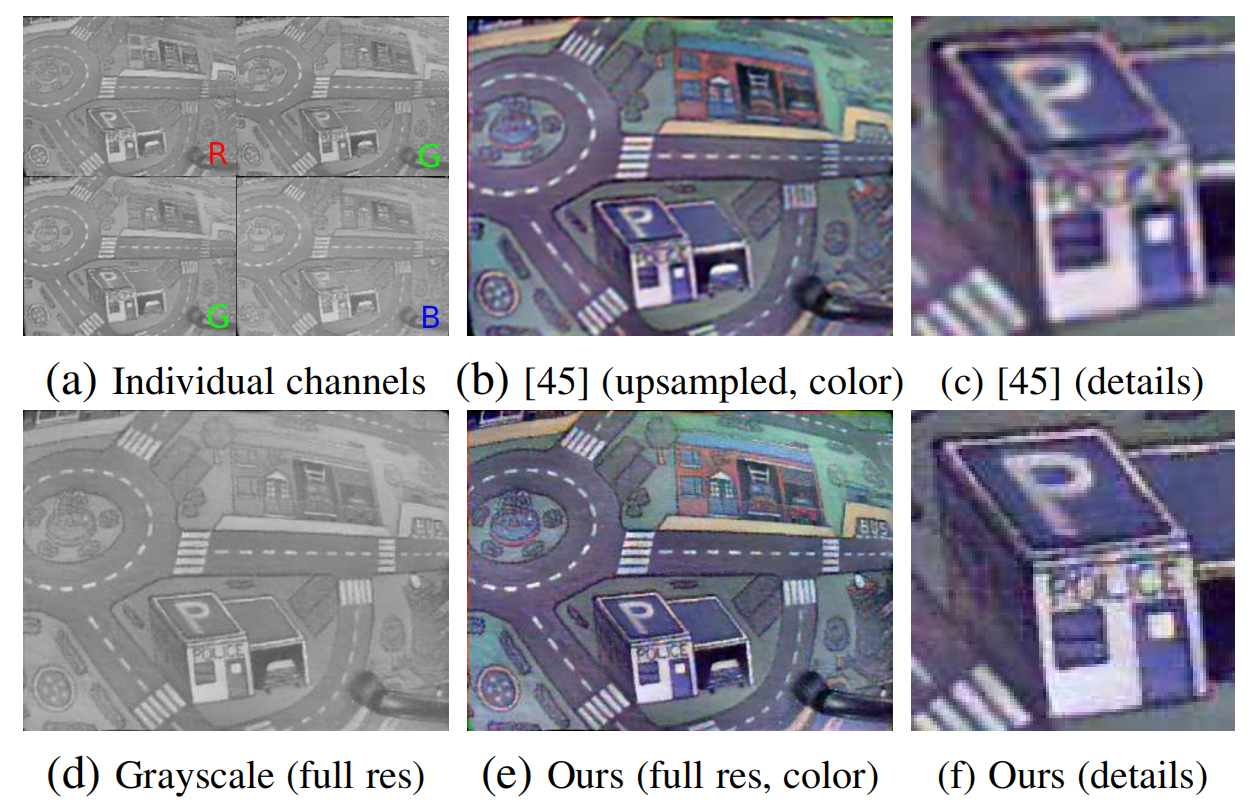 R
G
G
B
P
POLICE
(a) Individual channels
(b) [45] (upsampled, color)
P
(c) [45] (details)
P
POLICE
BUS
(d) Grayscale (full res)
P
POLICE
BUS
(e) Ours (full res, color)
P
POLICE
(f) Ours (details)